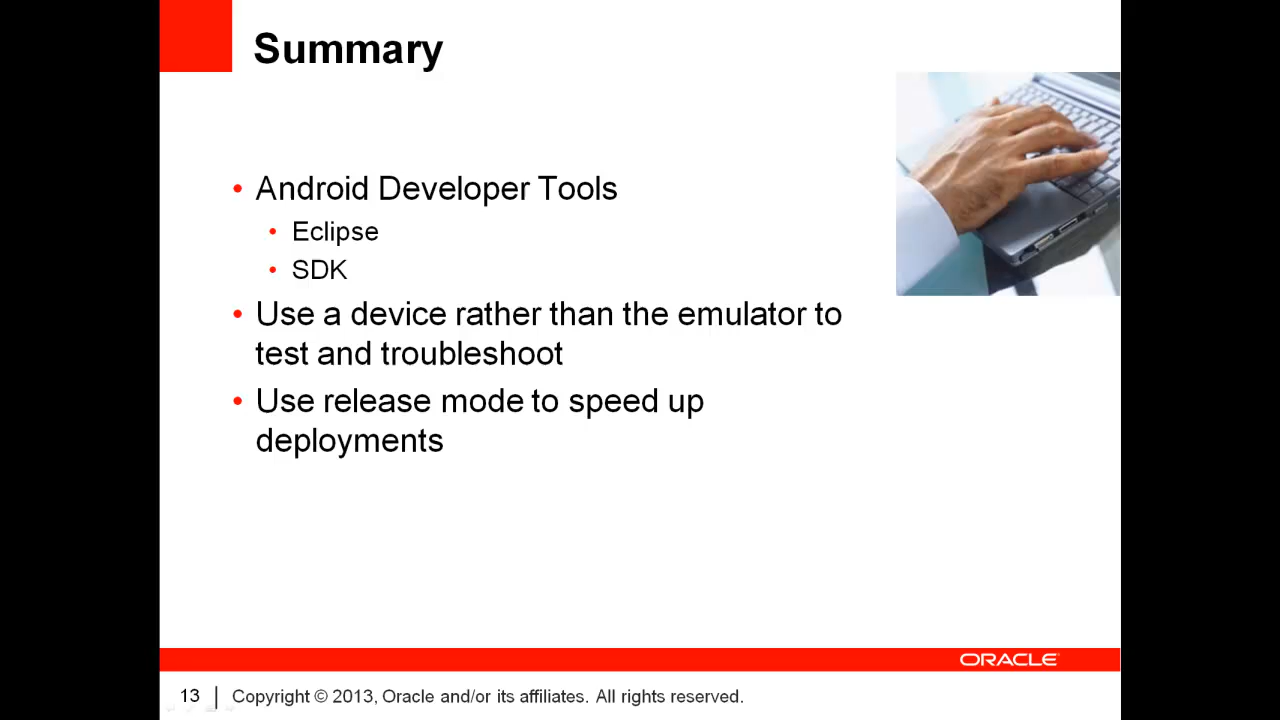 Summary
• Android Developer Tools
• Eclipse
• SDK
• Use a device rather than the emulator to
test and troubleshoot
• Use release mode to speed up
deployments
ORACLE
13 | Copyright © 2013, Oracle and/or its affiliates. All rights reserved.